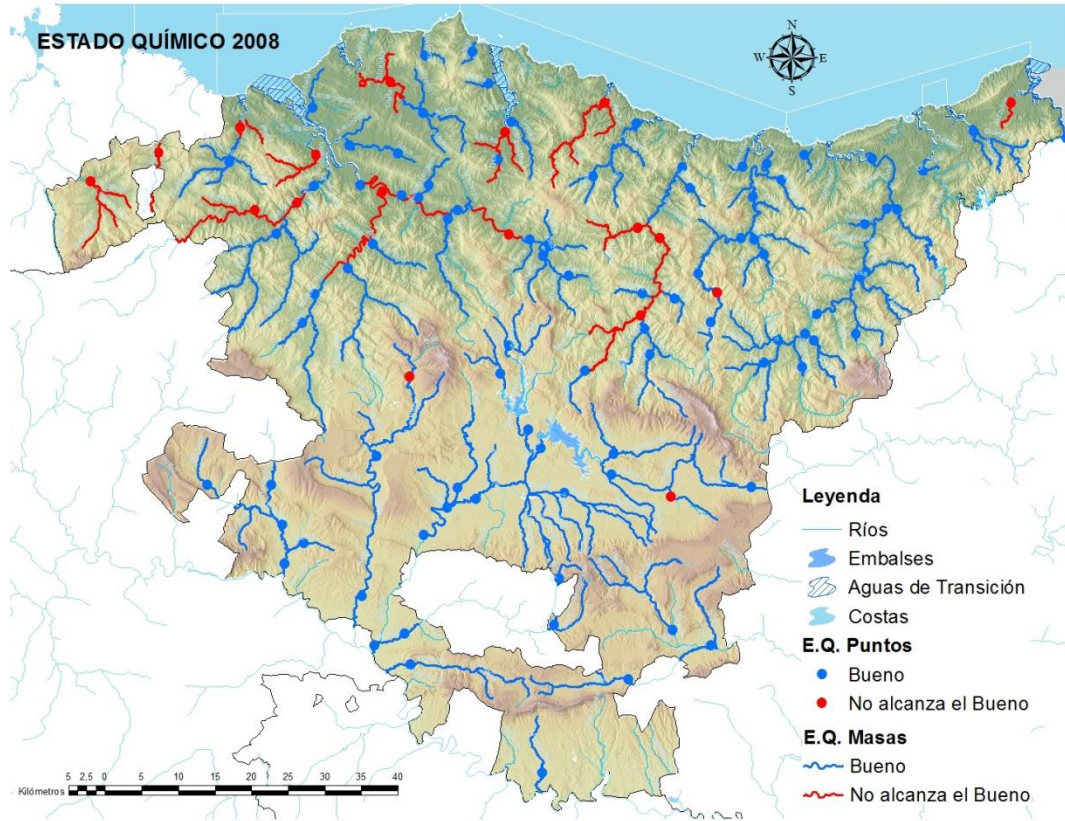 ESTADO QUÍMICO 2008
N
W E
S
Leyenda
Ríos
Embalses
Aguas de Transición
Costas
E.Q. Puntos
Bueno
No alcanza el Bueno
E.Q. Masas
Bueno
No alcanza el Bueno
5 2,5 0 5 10 15 20 25 30 35 40
Kilómetros